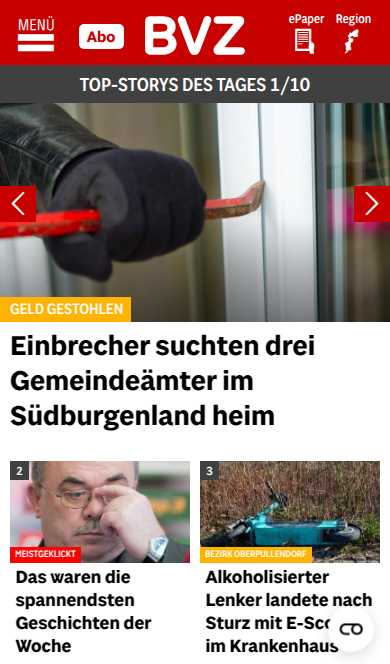 MENÜ
Abo
BVZ
ePaper
Region
TOP-STORYS DES TAGES 1/10
GELD GESTOHLEN
Einbrecher suchten drei
Gemeindeämter im
Südburgenland heim
2
MEISTGEKLICKT
Das waren die
spannendsten
Geschichten der
Woche
3
BEZIRK OBERPULLENDORF
Alkoholisierter
Lenker landete nach
Sturz mit
im Krankenhaus